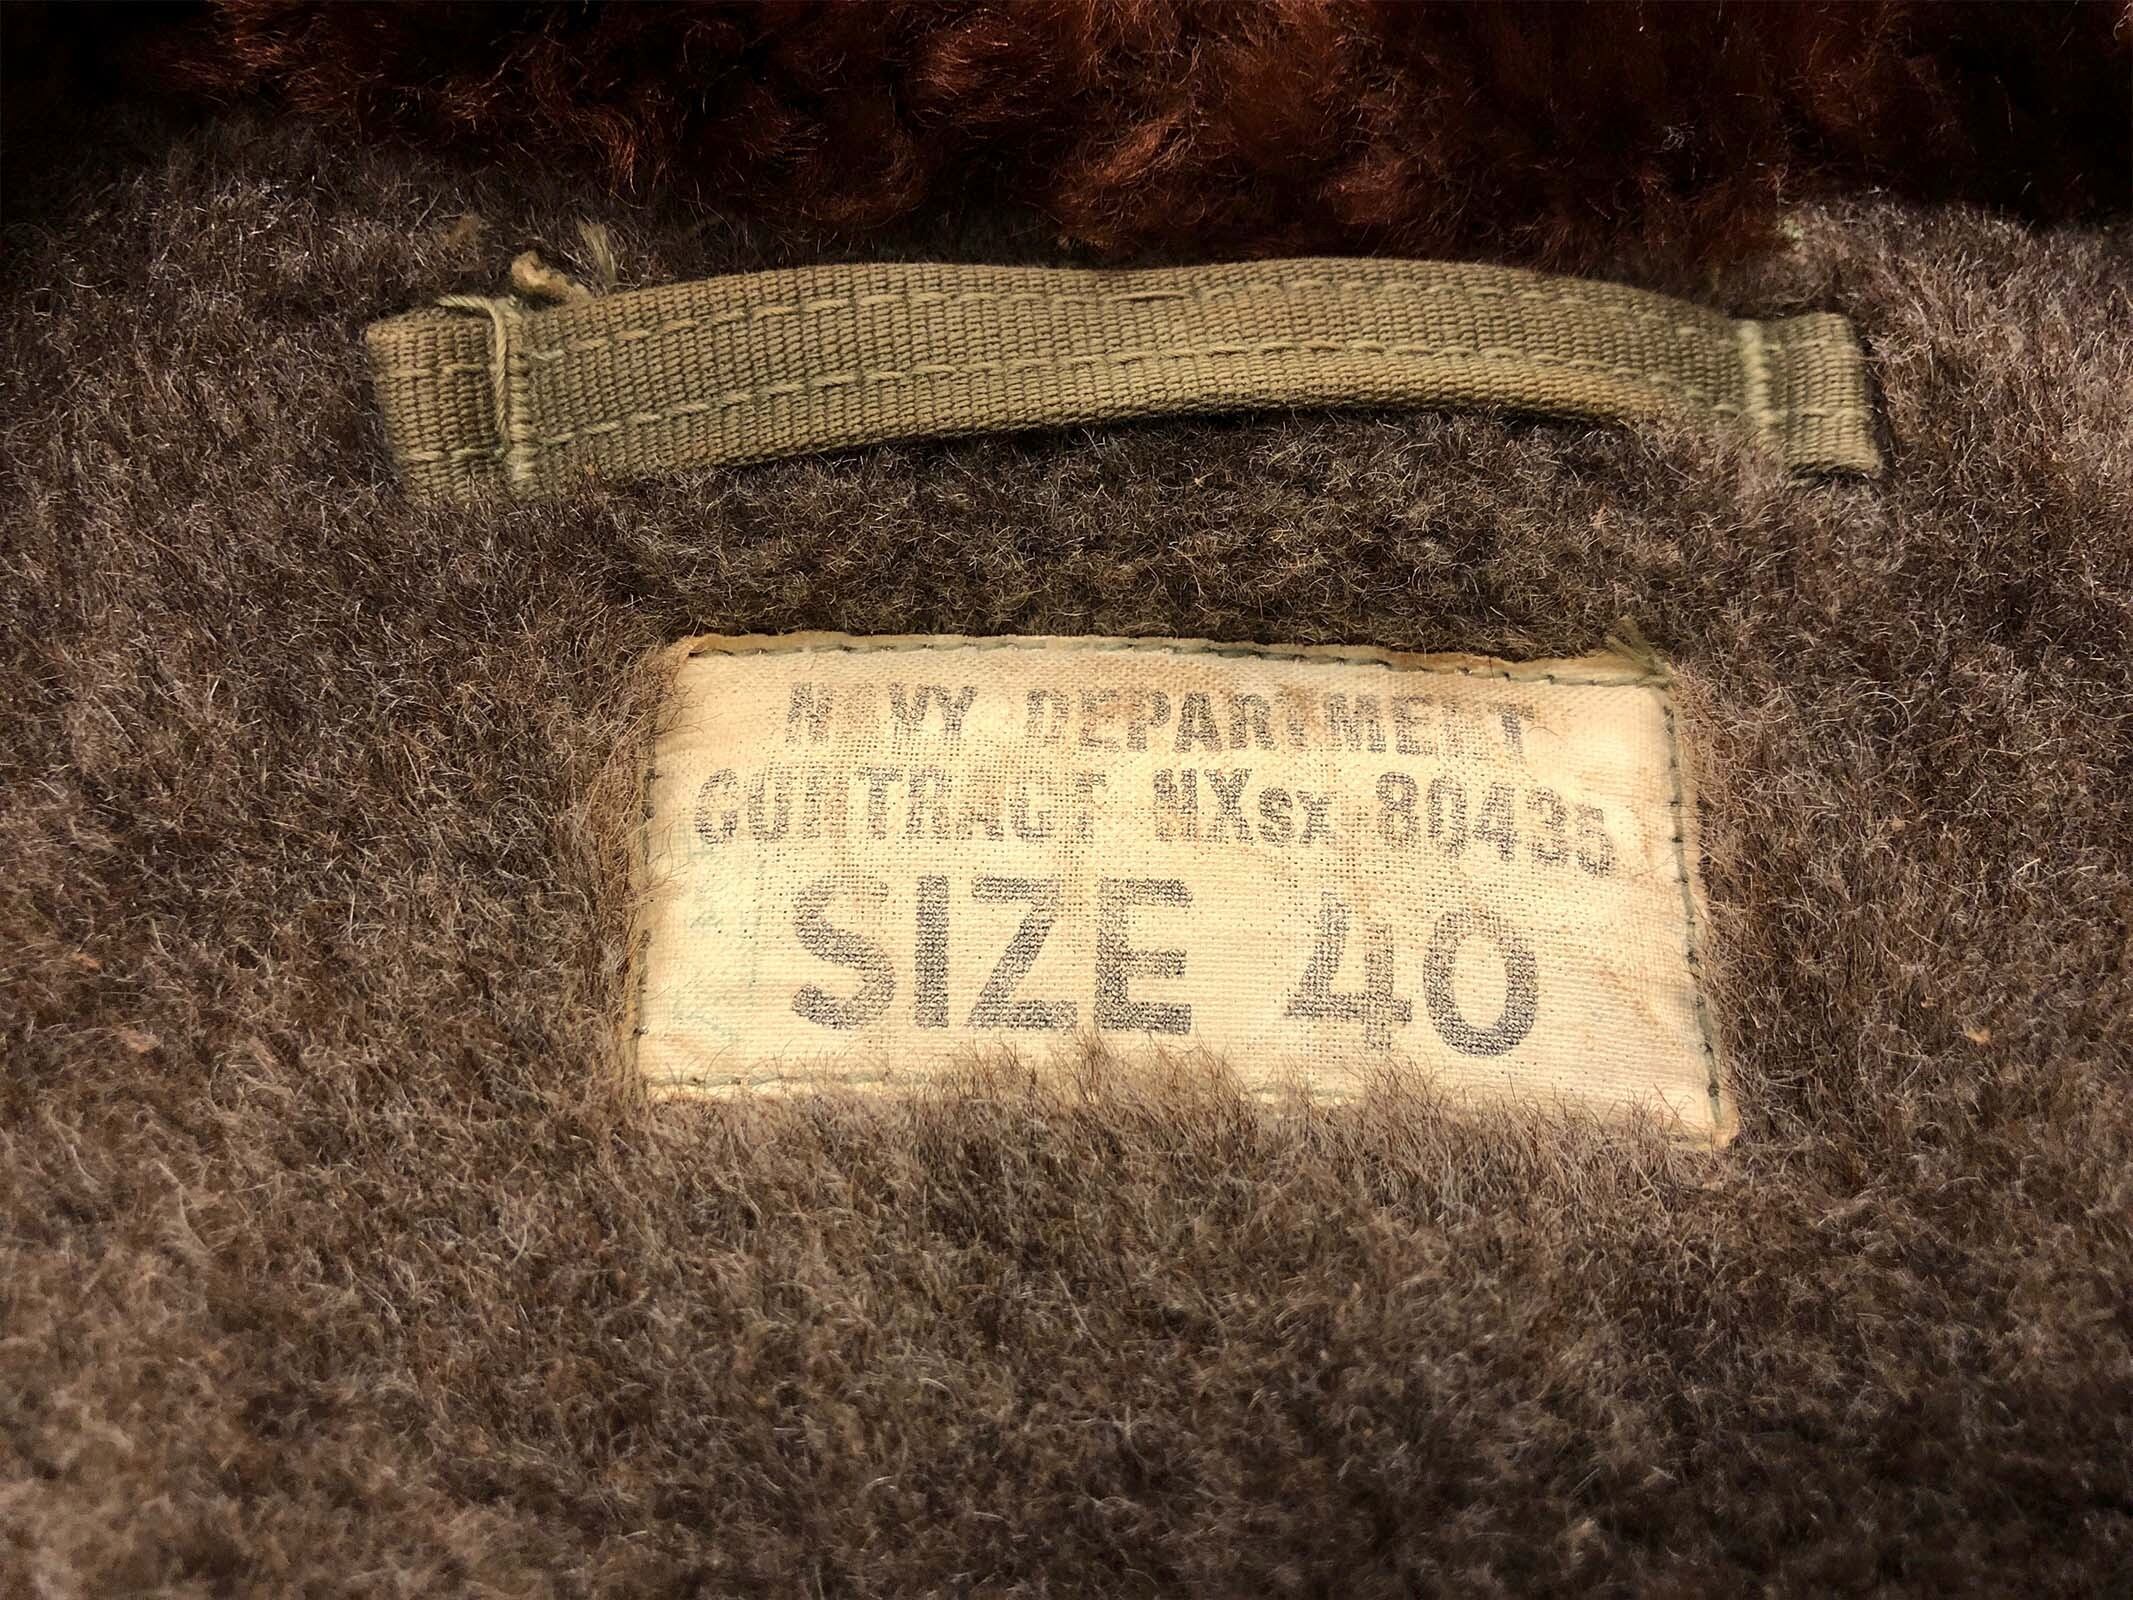 NAVY DEPARTMENT
CONTRACT NXsx 80435
SIZE 40